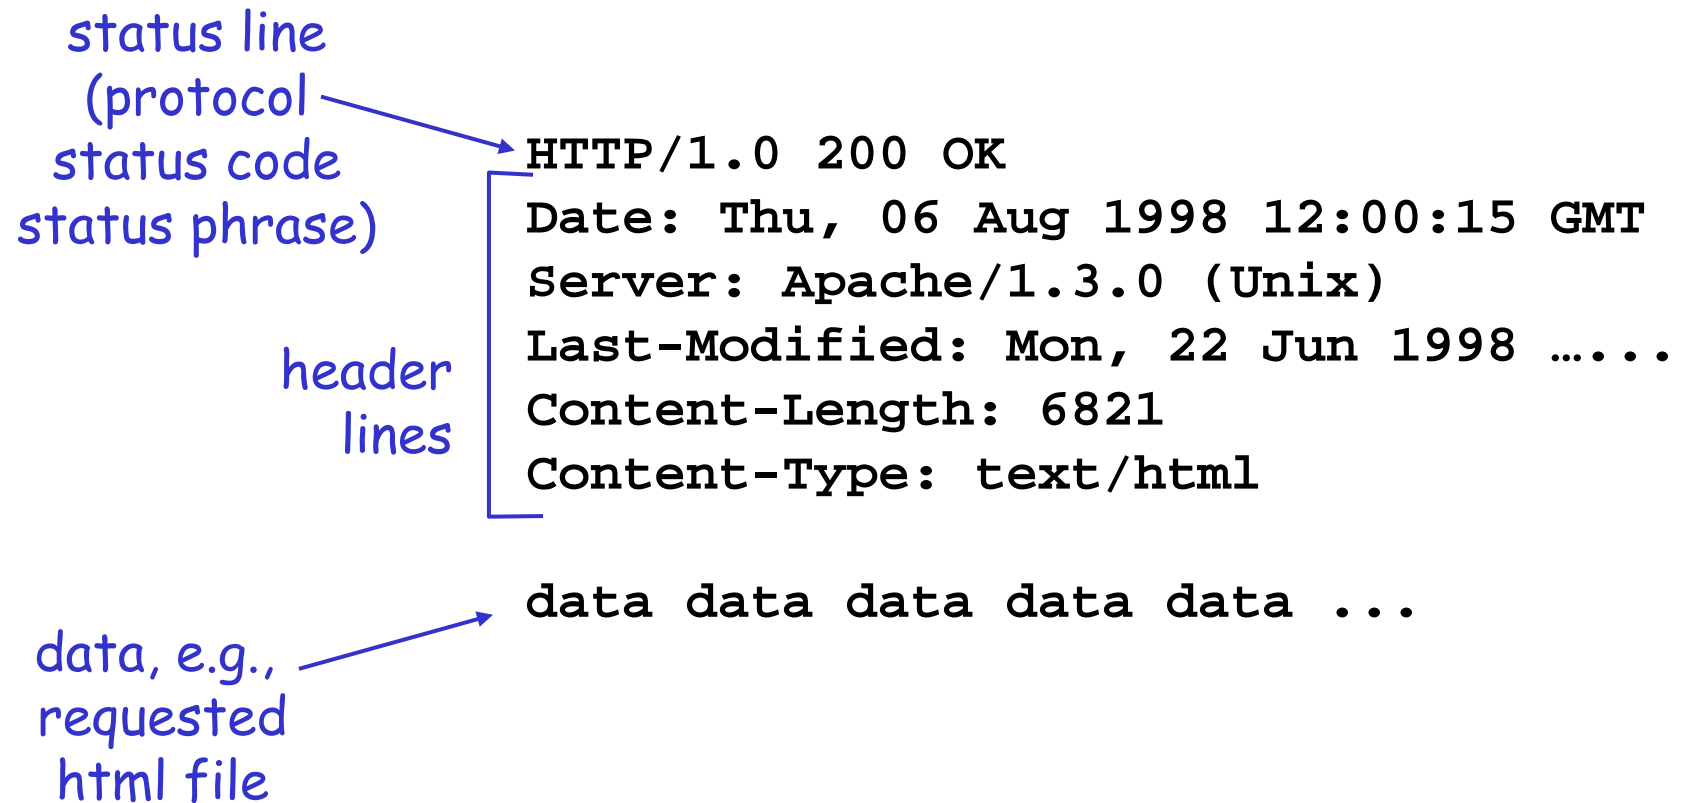 status line
(protocol
status code
status phrase)
HTTP/1.0 200 OK
Date: Thu, 06 Aug 1998 12:00:15 GMT
Server: Apache/1.3.0 (Unix)
Last-Modified: Mon, 22 Jun 1998 …...
Content-Length: 6821
Content-Type: text/html
header
lines
data data data data data ...
data, e.g.,
requested
html file